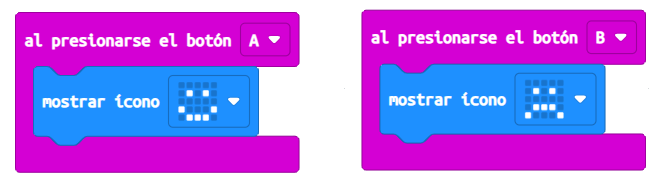 al presionarse el botón A
mostrar ícono
al presionarse el botón B
mostrar ícono